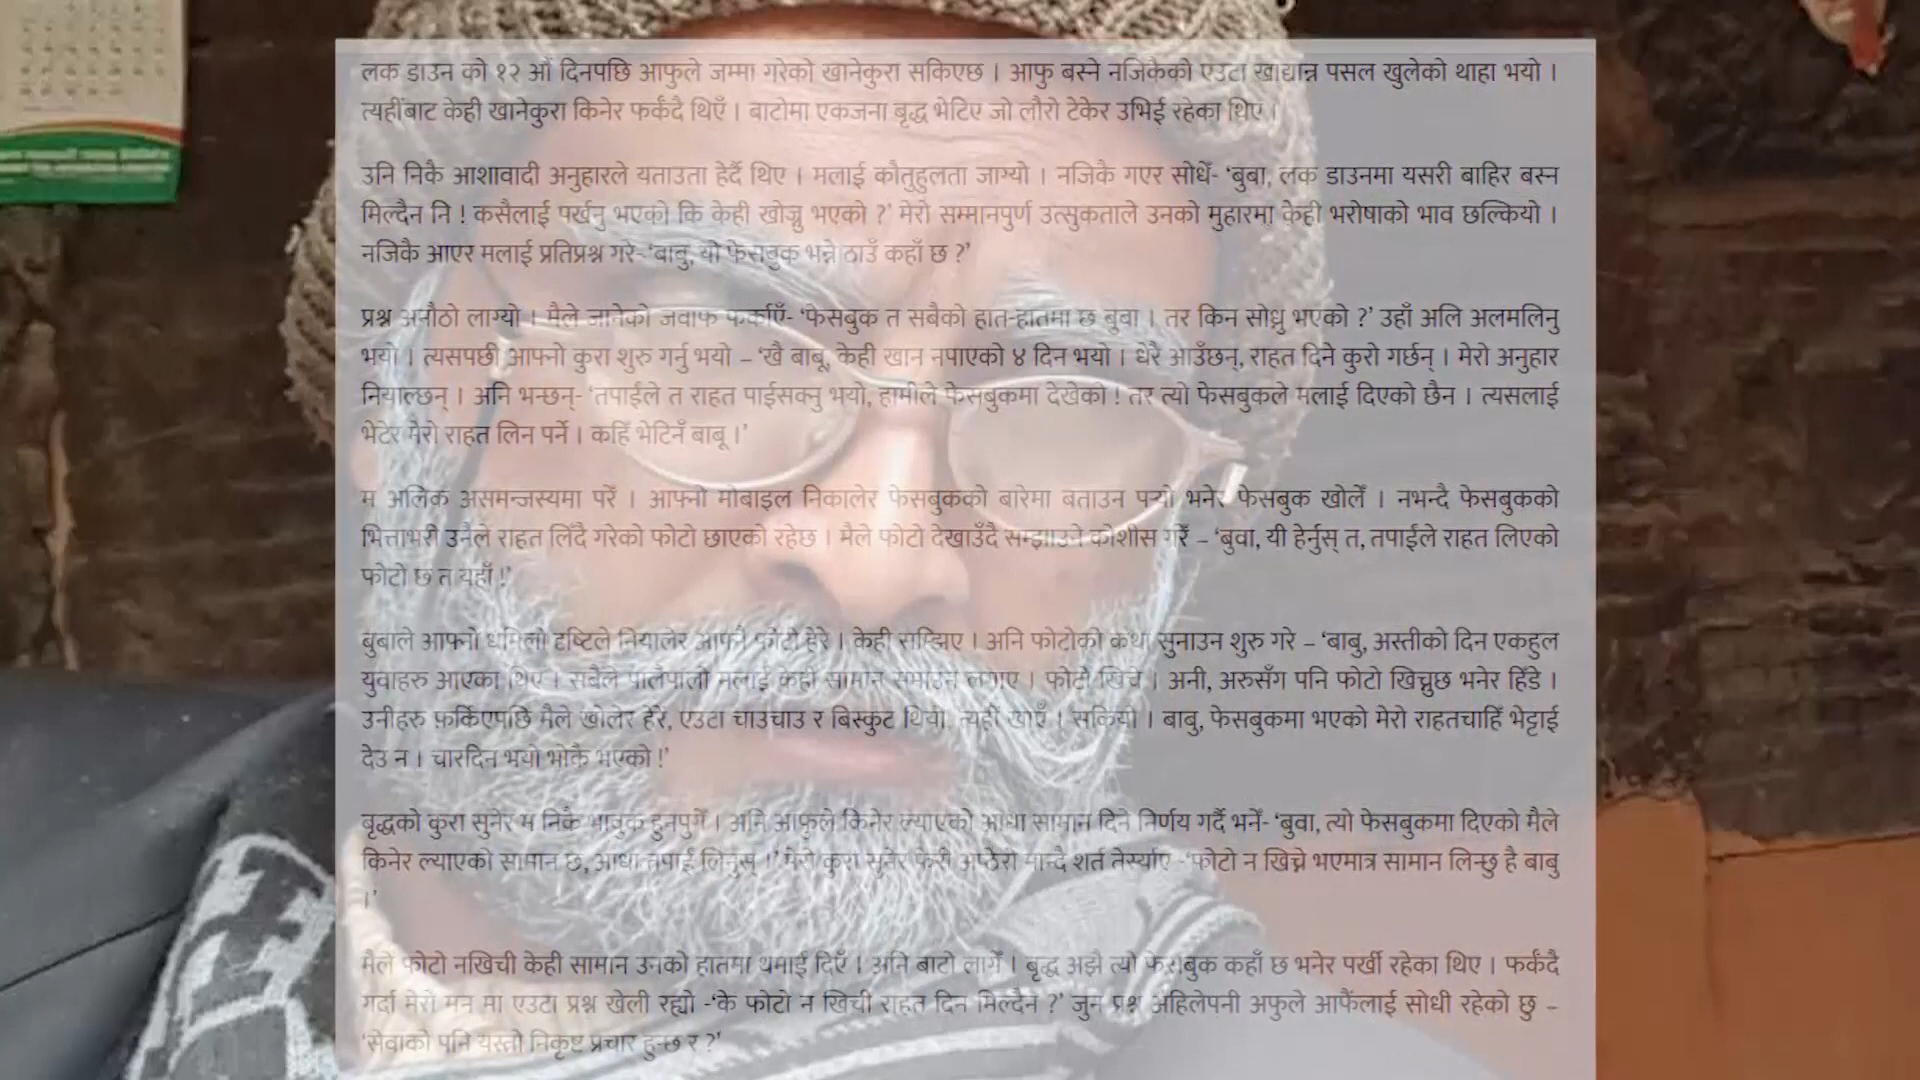 लक डाउन को १२ औं दिनपछि आफुले जम्मा गरेको खानेकुरा सकिएछ । आफु बस्ने नजिकैको एउटा खाद्यान्न पसल खुलेको थाहा भयो ।
त्यहींबाट केही खानेकुरा किनेर फर्कंदै थिएँ । बाटोमा एकजना बृद्ध भेटिए जो लौरो टेकेर उभिई रहेका थिए ।
उनि निकै आशावादी अनुहारले यताउता हेर्दै थिए । मलाई कौतुहुलता जाग्यो । नजिकै गएर सोधें- ‘बुबा, लक डाउनमा यसरी बाहिर बस्न
मिल्दैन नि ! कसैलाई पर्खनु भएको कि केही खोज्नु भएको ?’ मेरो सम्मानपुर्ण उत्सुकताले उनको मुहारमा केही भरोषाको भाव छल्कियो ।
नजिकै आएर मलाई प्रतिप्रश्न गरे- ‘बाबु, यो फेसबुक भन्ने ठाउँ कहाँ छ ?’
प्रश्न अनौठो लाग्यो । मैले जानेको जवाफ फर्काएँ- ‘फेसबुक त सबैको हात-हातमा छ बुवा । तर किन सोध्नु भएको ?’ उहाँ अलि अलमलिनु
भयो । त्यसपछी आफ्नो कुरा शुरु गर्नु भयो – ‘खै बाबू, केही खान नपाएको ४ दिन भयो । धेरै आउँछन्, राहत दिने कुरो गर्छन् । मेरो अनुहार
नियाल्छन् । अनि भन्छन्- ‘तपाईंले त राहत पाईसक्नु भयो, हामीले फेसबुकमा देखेको ! तर त्यो फेसबुकले मलाई दिएको छैन । त्यसलाई
भेटेर मैरो राहत लिन पर्ने । कहिँ भेटिनँ बाबू ।’
म अलिक असमन्जस्यमा परें । आफ्नो मोबाइल निकालेर फेसबुकको बारेमा बताउन पर्‍यो भनेर फेसबुक खोलें । नभन्दै फेसबुकको
भित्ताभरी उनैले राहत लिँदै गरेको फोटो छाएको रहेछ । मैले फोटो देखाउँदै सम्झाउने कोशीस गरें – ‘बुवा, यी हेर्नुस् त, तपाईंले राहत लिएको
फोटो छ त यहाँ !’
बुबाले आफ्नो धमिलो दृष्टिले नियालेर आफ्नै फोटो हेरे । केही सम्झिए । अनि फोटोको कथा सुनाउन शुरु गरे – ‘बाबु, अस्तीको दिन एकहुल
युवाहरु आएका थिए । सबैले पालैपालो मलाई केही सामान समाउन लगाए । फोटो खिचे । अनी, अरुसँग पनि फोटो खिच्नुछ भनेर हिँडे ।
उनीहरु फ़र्किएपछि मैले खोलेर हेरें, एउटा चाउचाउ र बिस्कुट थियो, त्यही खाएँ । सकियो । बाबु, फेसबुकमा भएको मेरो राहतचाहिँ भेट्टाई
देउ न । चारदिन भयो भोकै भएको !’
बृद्धको कुरा सुनेर म निकै भावुक हुनपुगेँ । अनि आफुले किनेर ल्याएको आधा सामान दिने निर्णय गर्दै भनें- ‘बुवा, त्यो फेसबुकमा दिएको मैले
किनेर ल्याएको सामान छ, आधा तपाईं लिनुस् ।’ मेरो कुरा सुनेर फेरी अप्ठेरो मान्दै शर्त तेर्स्याए -‘फोटो न खिच्ने भएमात्र सामान लिन्छु है बाबु
।’
मैले फोटो नखिची केही सामान उनको हातमा थमाई दिएँ । अनि बाटो लागेँ । बृद्ध अझै त्यो फेसबुक कहाँ छ भनेर पर्खी रहेका थिए । फर्कंदै
गर्दा मेरो मन मा एउटा प्रश्न खेली रह्यो -‘के फोटो न खिची राहत दिन मिल्दैन ?’ जुन प्रश्न अहिलेपनी अफुले आफैंलाई सोधी रहेको छु –
‘सेवाको पनि यस्तो निकृष्ट प्रचार हुन्छ र ?’